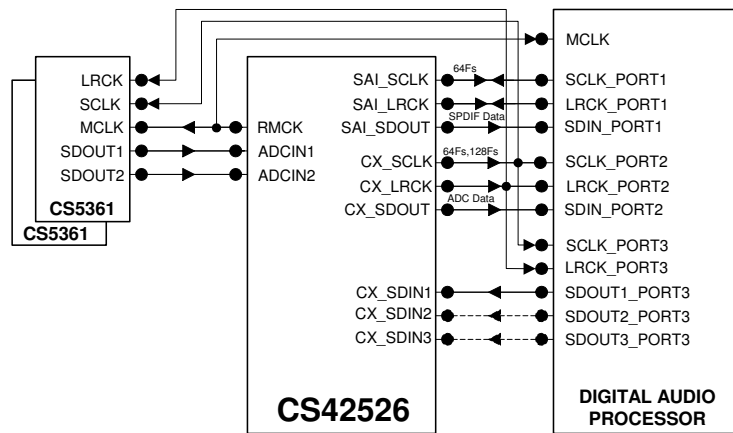 LRCK
SCLK
MCLK
SDOUT1
SDOUT2
CS5361
CS5361
RMCK
ADCIN1
ADCIN2
SAI_SCLK
SAI_LRCK
SAI_SDOUT
CX_SCLK
CX_LRCK
CX_SDOUT
CX_SDIN1
CX_SDIN2
CX_SDIN3
CS42526
64Fs
SPDIF Data
64Fs,128Fs
ADC Data
MCLK
SCLK_PORT1
LRCK_PORT1
SDIN_PORT1
SCLK_PORT2
LRCK_PORT2
SDIN_PORT2
SCLK_PORT3
LRCK_PORT3
SDOUT1_PORT3
SDOUT2_PORT3
SDOUT3_PORT3
DIGITAL AUDIO
PROCESSOR